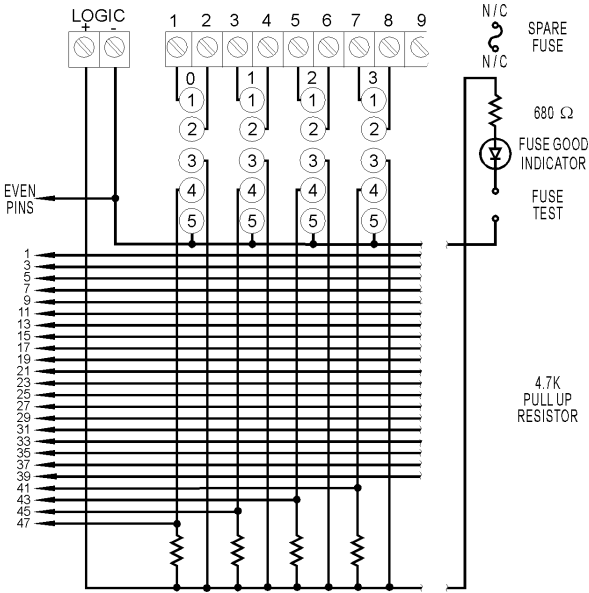 LOGIC
+ -
1 2 3 4 5 6 7 8 9
N/C
N/C
SPARE
FUSE
0 1 2 3
1 1 1 1
2 2 2 2
3 3 3 3
4 4 4 4
5 5 5 5
680 Ω
FUSE GOOD
INDICATOR
FUSE
TEST
EVEN
PINS
1
3
5
7
9
11
13
15
17
19
21
23
25
27
29
31
33
35
37
39
41
43
45
47
4.7K
PULL UP
RESISTOR